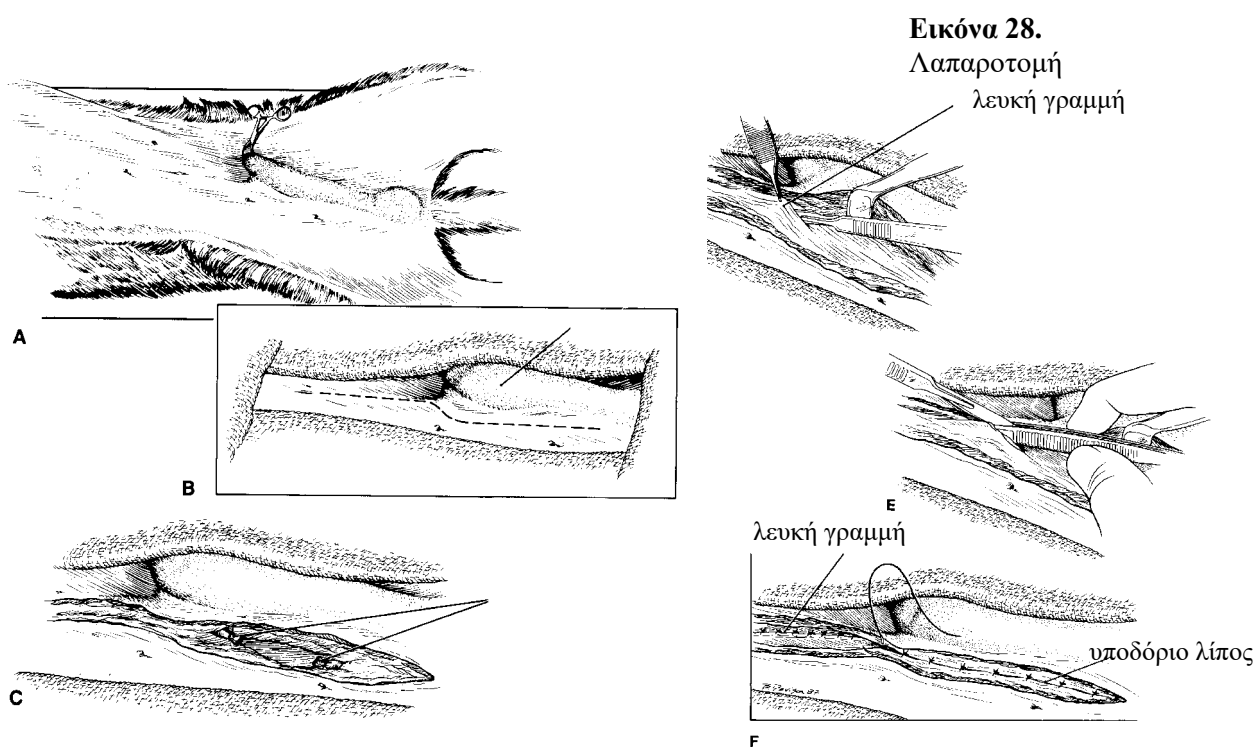 Εικόνα 28.
Λαπαροτομή
λευκή γραμμή
A
B
E
C
λευκή γραμμή
υποδόριο λίπος
F